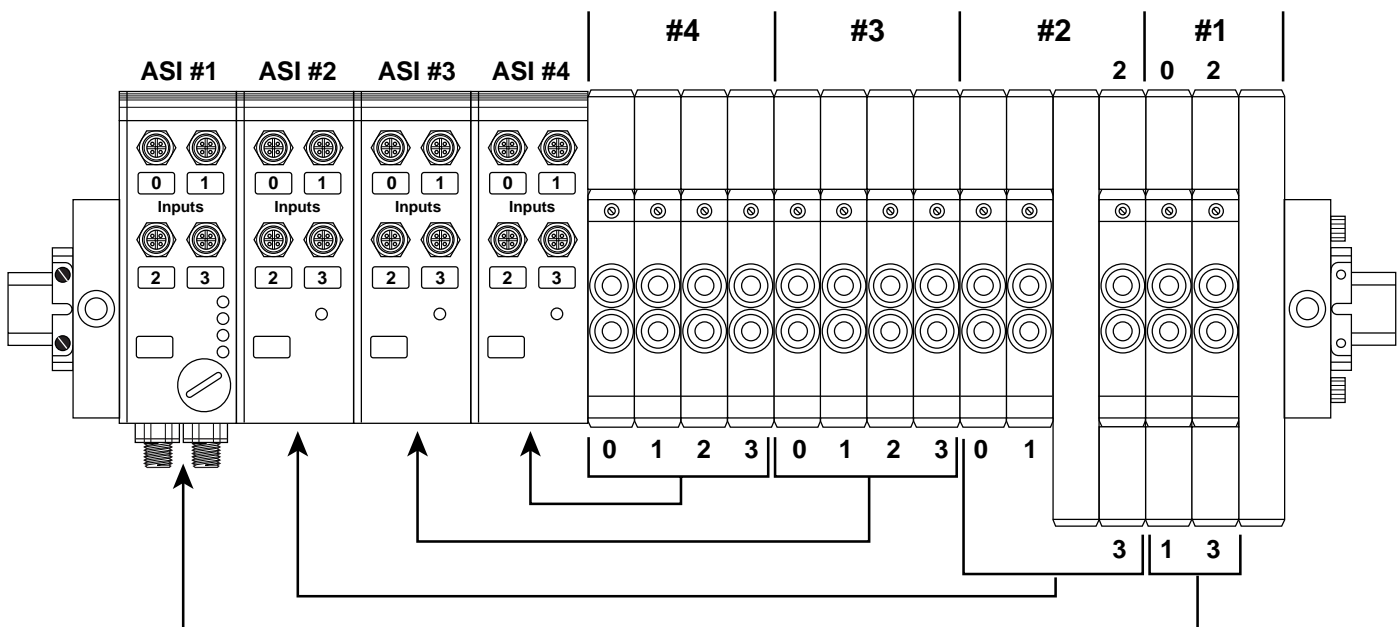 #4 #3 #2 #1
ASI #1 ASI #2 ASI #3 ASI #4 2 0 2
0 1 0 1 0 1 0 1
Inputs Inputs Inputs Inputs
2 3 2 3 2 3 2 3
0 1 2 3 0 1 2 3 0 1
3 1 3